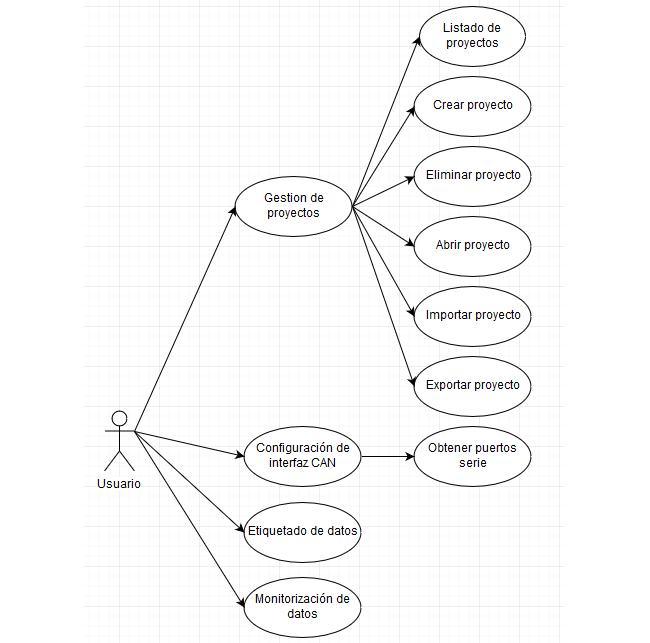 Listado de
proyectos
Crear proyecto
Eliminar proyecto
Gestion de
proyectos
Abrir proyecto
Importar proyecto
Exportar proyecto
Configuración de
interfaz CAN
Obtener puertos
serie
Usuario
Etiquetado de datos
Monitorización de
datos